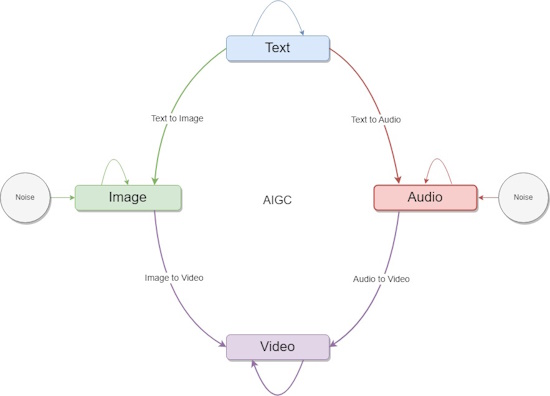 Text
Text to Image
Text to Audio
Noise
Image
AIGC
Audio
Noise
Image to Video
Audio to Video
Video